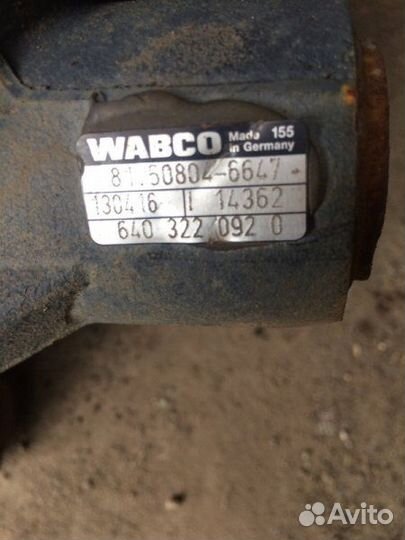 WABCO Made 155
in Germany
81.50804-6647
130416 I 14362
640 322 092 0
Avito